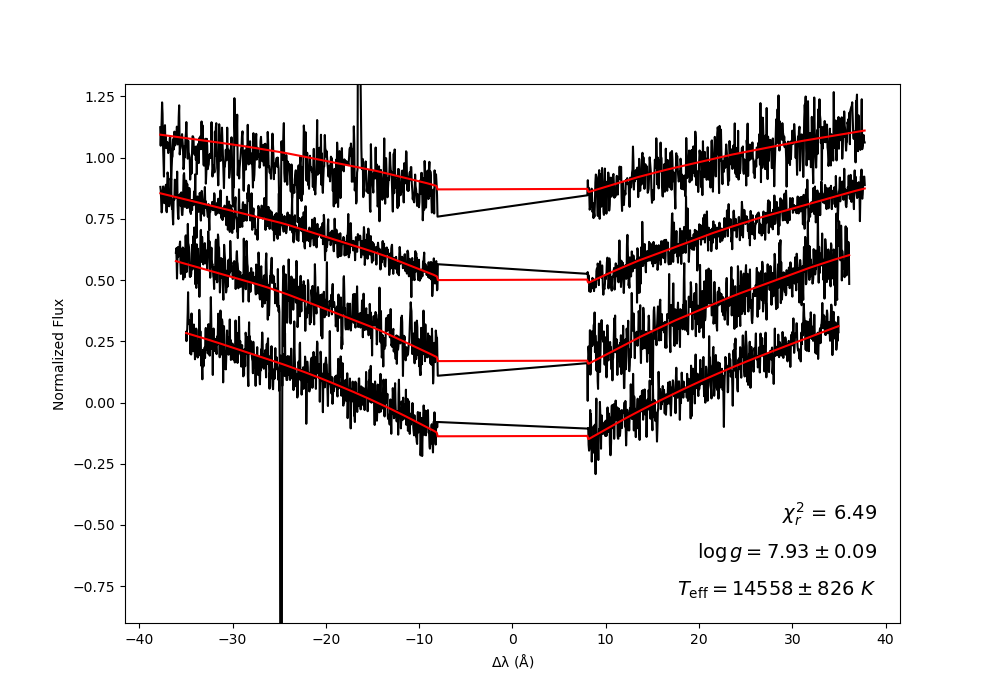 1.25
1.00
0.75
0.50
0.25
0.00
−0.25
−0.50
−0.75
Normalized Flux
χ_r^2 = 6.49
log g = 7.93 ± 0.09
T_eff = 14558 ± 826 K
−40 −30 −20 −10 0 10 20 30 40
Δλ (Å)